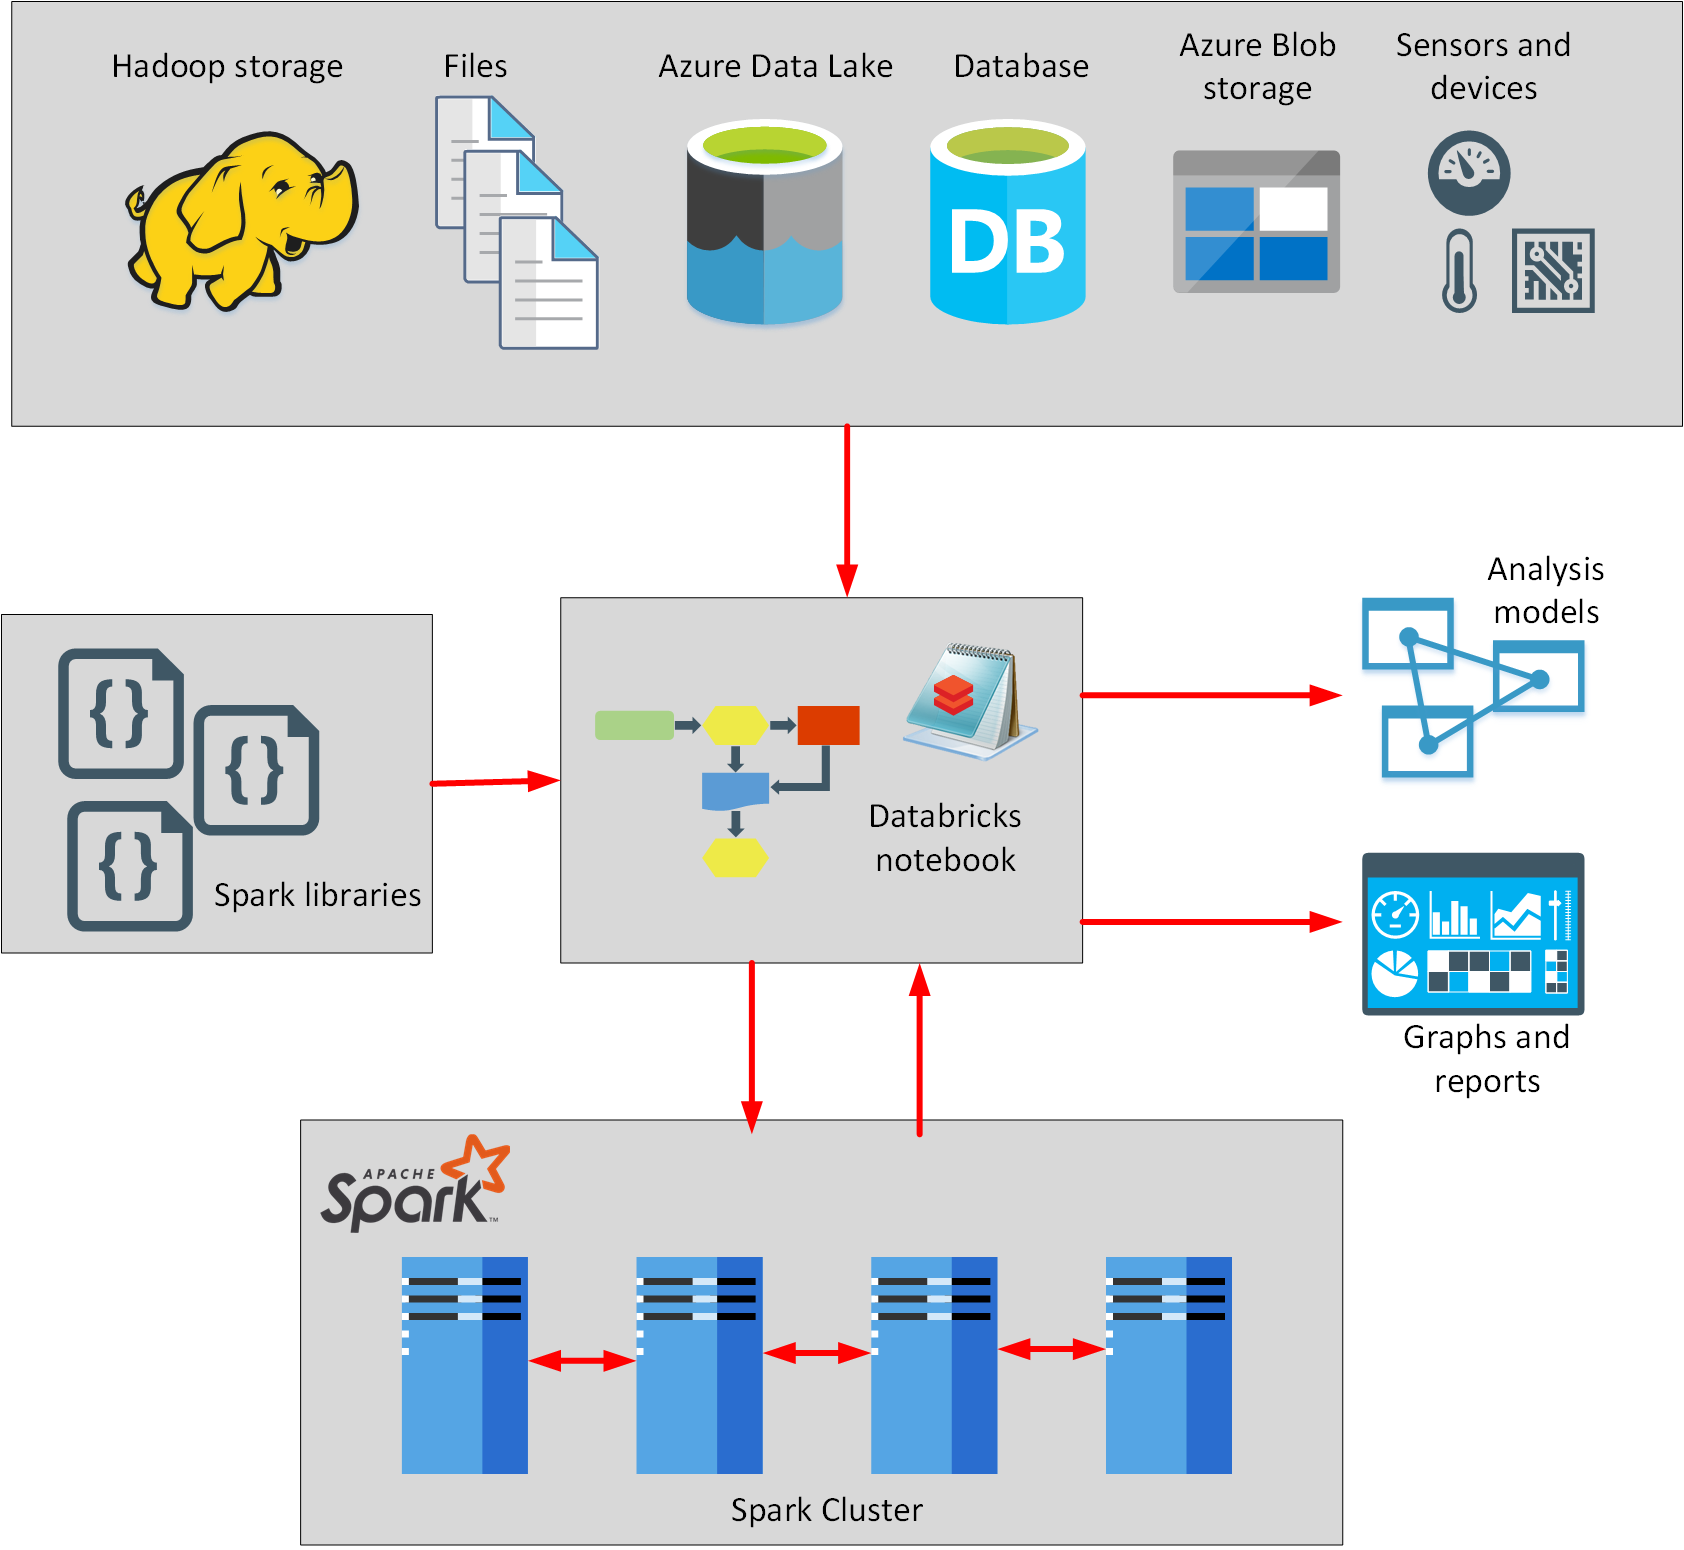 Hadoop storage
Files
Azure Data Lake
Database
Azure Blob
storage
Sensors and
devices
DB
Analysis
models
{}
{}
{}
Spark libraries
Databricks
notebook
Graphs and
reports
APACHE
Spark™
Spark Cluster